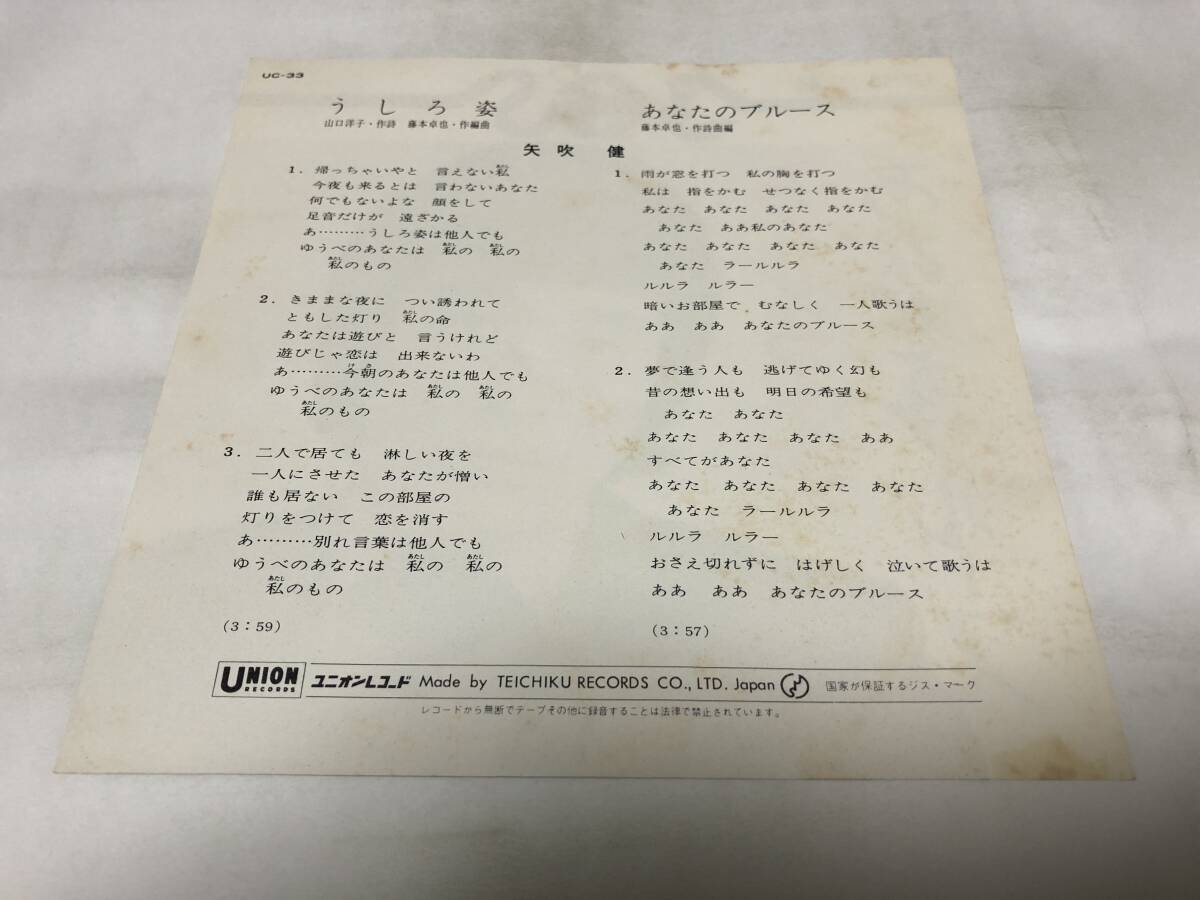 UC-33
うしろ姿
山口洋子・作詩　藤本卓也・作編曲
あなたのブルース
藤本卓也・作詩曲編
矢吹　健
1．帰っちゃいやと　言えない私
今夜も来るとは　言わないあなた
何でもないよな　顔をして
足音だけが　遠ざかる
あ………うしろ姿は他人でも
ゆうべのあなたは　私の　私の
私のもの
2．きままな夜に　つい誘われて
ともした灯り　私の命
あなたは遊びと　言うけれど
遊びじゃ恋は　出来ないわ
あ………今朝のあなたは他人でも
ゆうべのあなたは　私の　私の
私のもの
3．二人で居ても　淋しい夜を
一人にさせた　あなたが憎い
誰も居ない　この部屋の
灯りをつけて　恋を消す
あ………別れ言葉は他人でも
ゆうべのあなたは　私の　私の
私のもの
（3：59）
1．雨が窓を打つ　私の胸を打つ
私は　指をかむ　せつなく指をかむ
あなた　あなた　あなた　あなた
あなた　ああ私のあなた
あなた　あなた　あなた　あなた
あなた　ラールルラ
ルルラ　ルラー
暗いお部屋で　むなしく　一人歌うは
ああ　ああ　あなたのブルース
2．夢で逢う人も　逃げてゆく幻も
昔の想い出も　明日の希望も
あなた　あなた
あなた　あなた　あなた　ああ
すべてがあなた
あなた　あなた　あなた　あなた
あなた　ラールルラ
ルルラ　ルラー
おさえ切れずに　はげしく　泣いて歌うは
ああ　ああ　あなたのブルース
（3：57）
UNION RECORDS ユニオンレコード Made by TEICHIKU RECORDS CO., LTD. Japan 国家が保証するジス・マーク
レコードから無断でテープその他に録音することは法律で禁止されています。